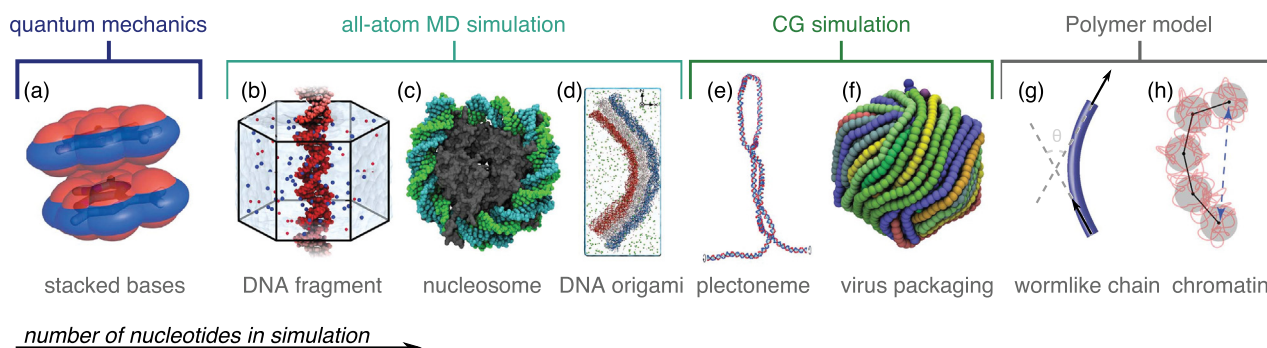 quantum mechanics
all-atom MD simulation
CG simulation
Polymer model
(a)
(b)
(c)
(d)
(e)
(f)
(g)
(h)
θ
stacked bases
DNA fragment
nucleosome
DNA origami
plectoneme
virus packaging
wormlike chain
chromatin
number of nucleotides in simulation